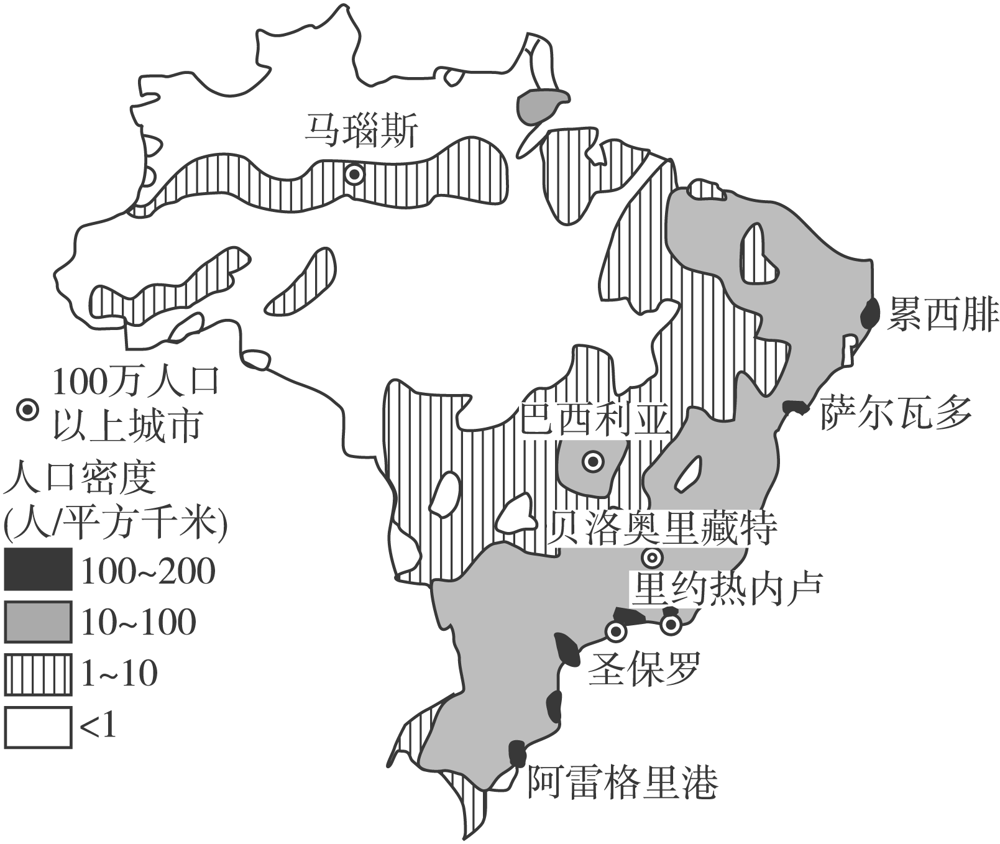 马瑙斯
累西腓
100万人口
以上城市
萨尔瓦多
巴西利亚
人口密度
(人/平方千米)
贝洛奥里藏特
100~200
里约热内卢
10~100
圣保罗
1~10
<1
阿雷格里港